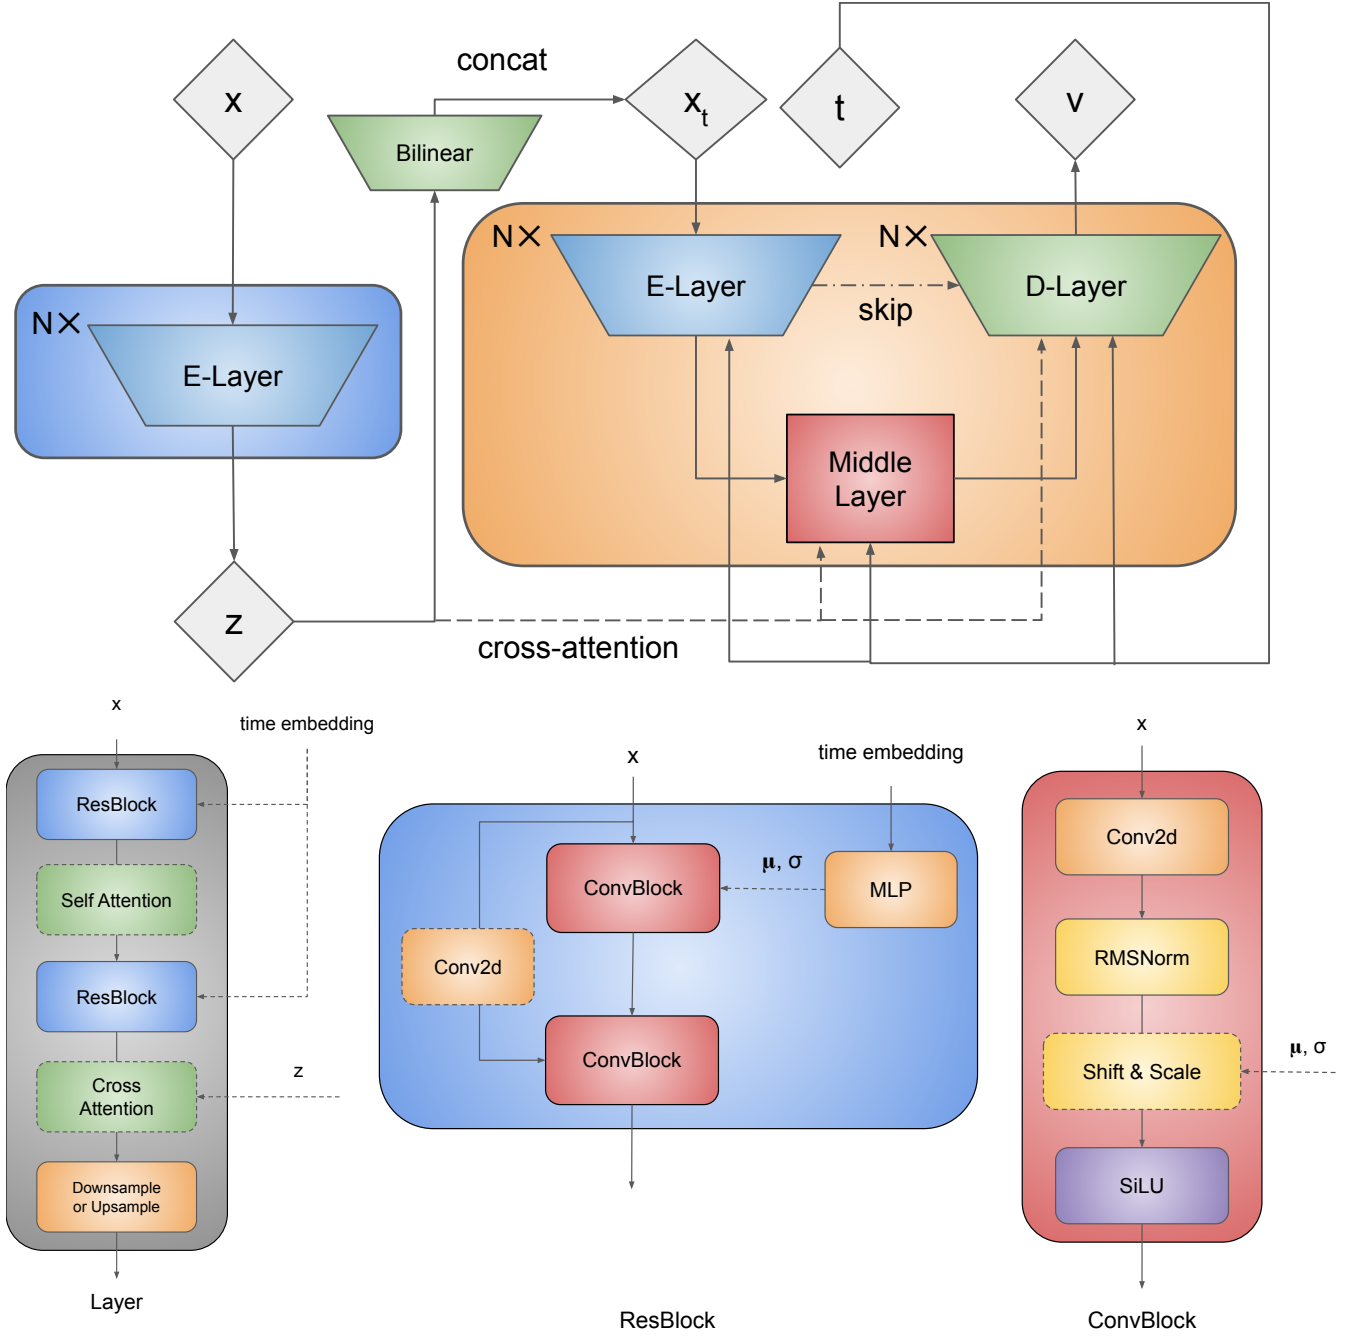 concat
x
x_t
t
v
Bilinear
N×
N×
E-Layer
D-Layer
skip
N×
E-Layer
Middle
Layer
z
cross-attention
x
time embedding
ResBlock
Self Attention
ResBlock
Cross
Attention
z
Downsample
or Upsample
Layer
x
time embedding
ConvBlock
μ, σ
MLP
Conv2d
ConvBlock
ResBlock
x
Conv2d
RMSNorm
Shift & Scale
μ, σ
SiLU
ConvBlock